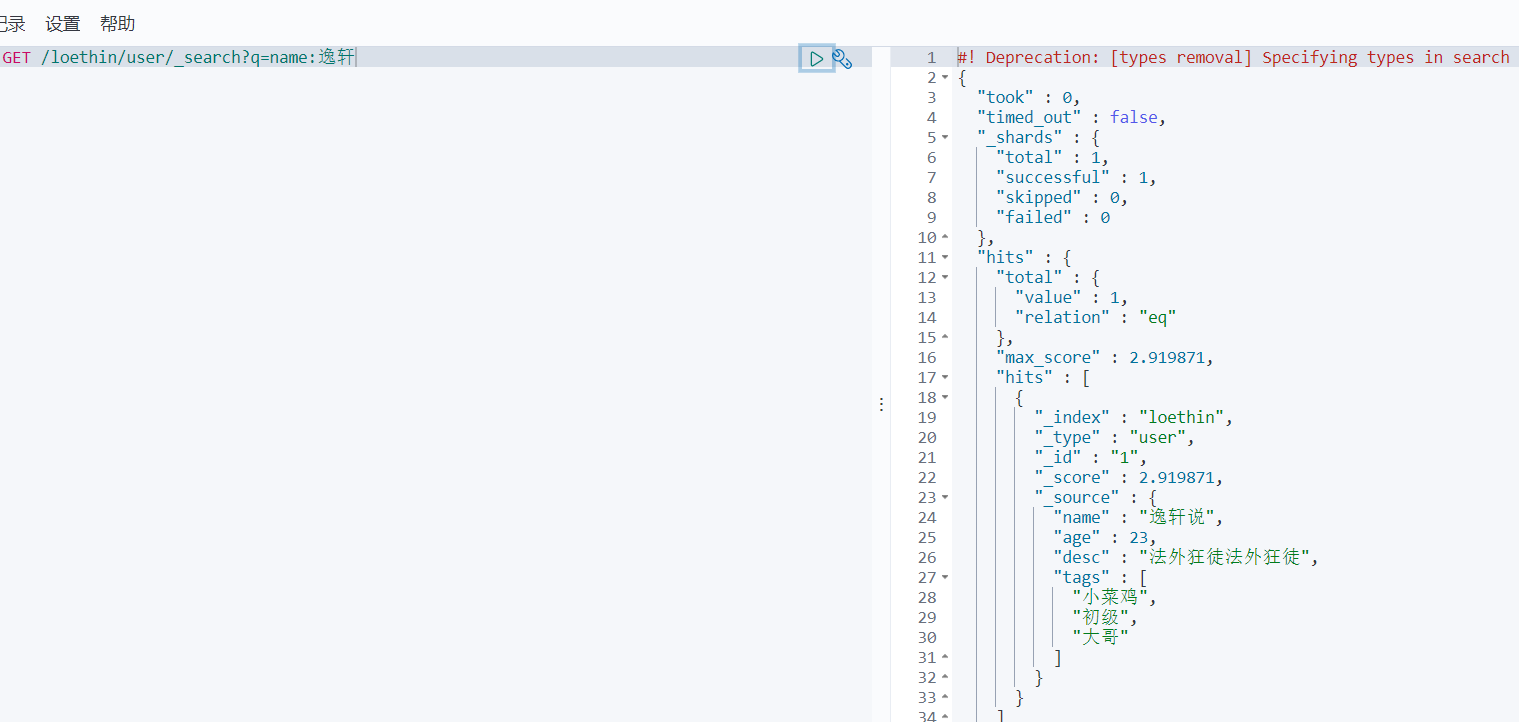 记录 设置 帮助
GET /loethin/user/_search?q=name:逸轩
1 #! Deprecation: [types removal] Specifying types in search
2 {
3 "took" : 0,
4 "timed_out" : false,
5 "_shards" : {
6 "total" : 1,
7 "successful" : 1,
8 "skipped" : 0,
9 "failed" : 0
10 },
11 "hits" : {
12 "total" : {
13 "value" : 1,
14 "relation" : "eq"
15 },
16 "max_score" : 2.919871,
17 "hits" : [
18 {
19 "_index" : "loethin",
20 "_type" : "user",
21 "_id" : "1",
22 "_score" : 2.919871,
23 "_source" : {
24 "name" : "逸轩说",
25 "age" : 23,
26 "desc" : "法外狂徒法外狂徒",
27 "tags" : [
28 "小菜鸡",
29 "初级",
30 "大哥"
31 ]
32 }
33 }
34 ]